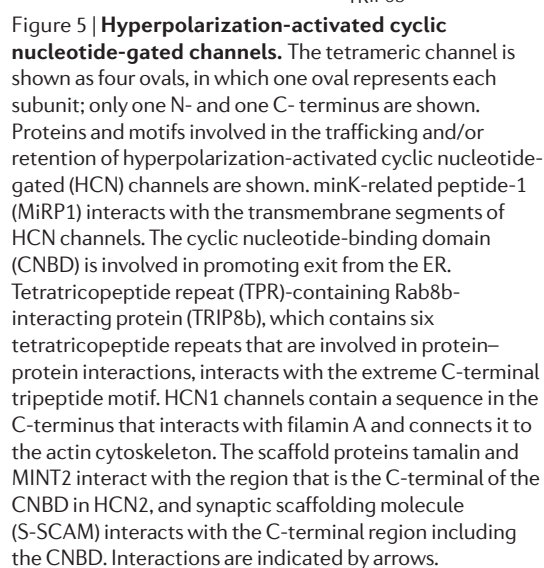 Figure 5 | Hyperpolarization-activated cyclic
nucleotide-gated channels. The tetrameric channel is
shown as four ovals, in which one oval represents each
subunit; only one N- and one C- terminus are shown.
Proteins and motifs involved in the trafficking and/or
retention of hyperpolarization-activated cyclic nucleotide-
gated (HCN) channels are shown. minK-related peptide-1
(MiRP1) interacts with the transmembrane segments of
HCN channels. The cyclic nucleotide-binding domain
(CNBD) is involved in promoting exit from the ER.
Tetratricopeptide repeat (TPR)-containing Rab8b-
interacting protein (TRIP8b), which contains six
tetratricopeptide repeats that are involved in protein–
protein interactions, interacts with the extreme C-terminal
tripeptide motif. HCN1 channels contain a sequence in the
C-terminus that interacts with filamin A and connects it to
the actin cytoskeleton. The scaffold proteins tamalin and
MINT2 interact with the region that is the C-terminal of the
CNBD in HCN2, and synaptic scaffolding molecule
(S-SCAM) interacts with the C-terminal region including
the CNBD. Interactions are indicated by arrows.